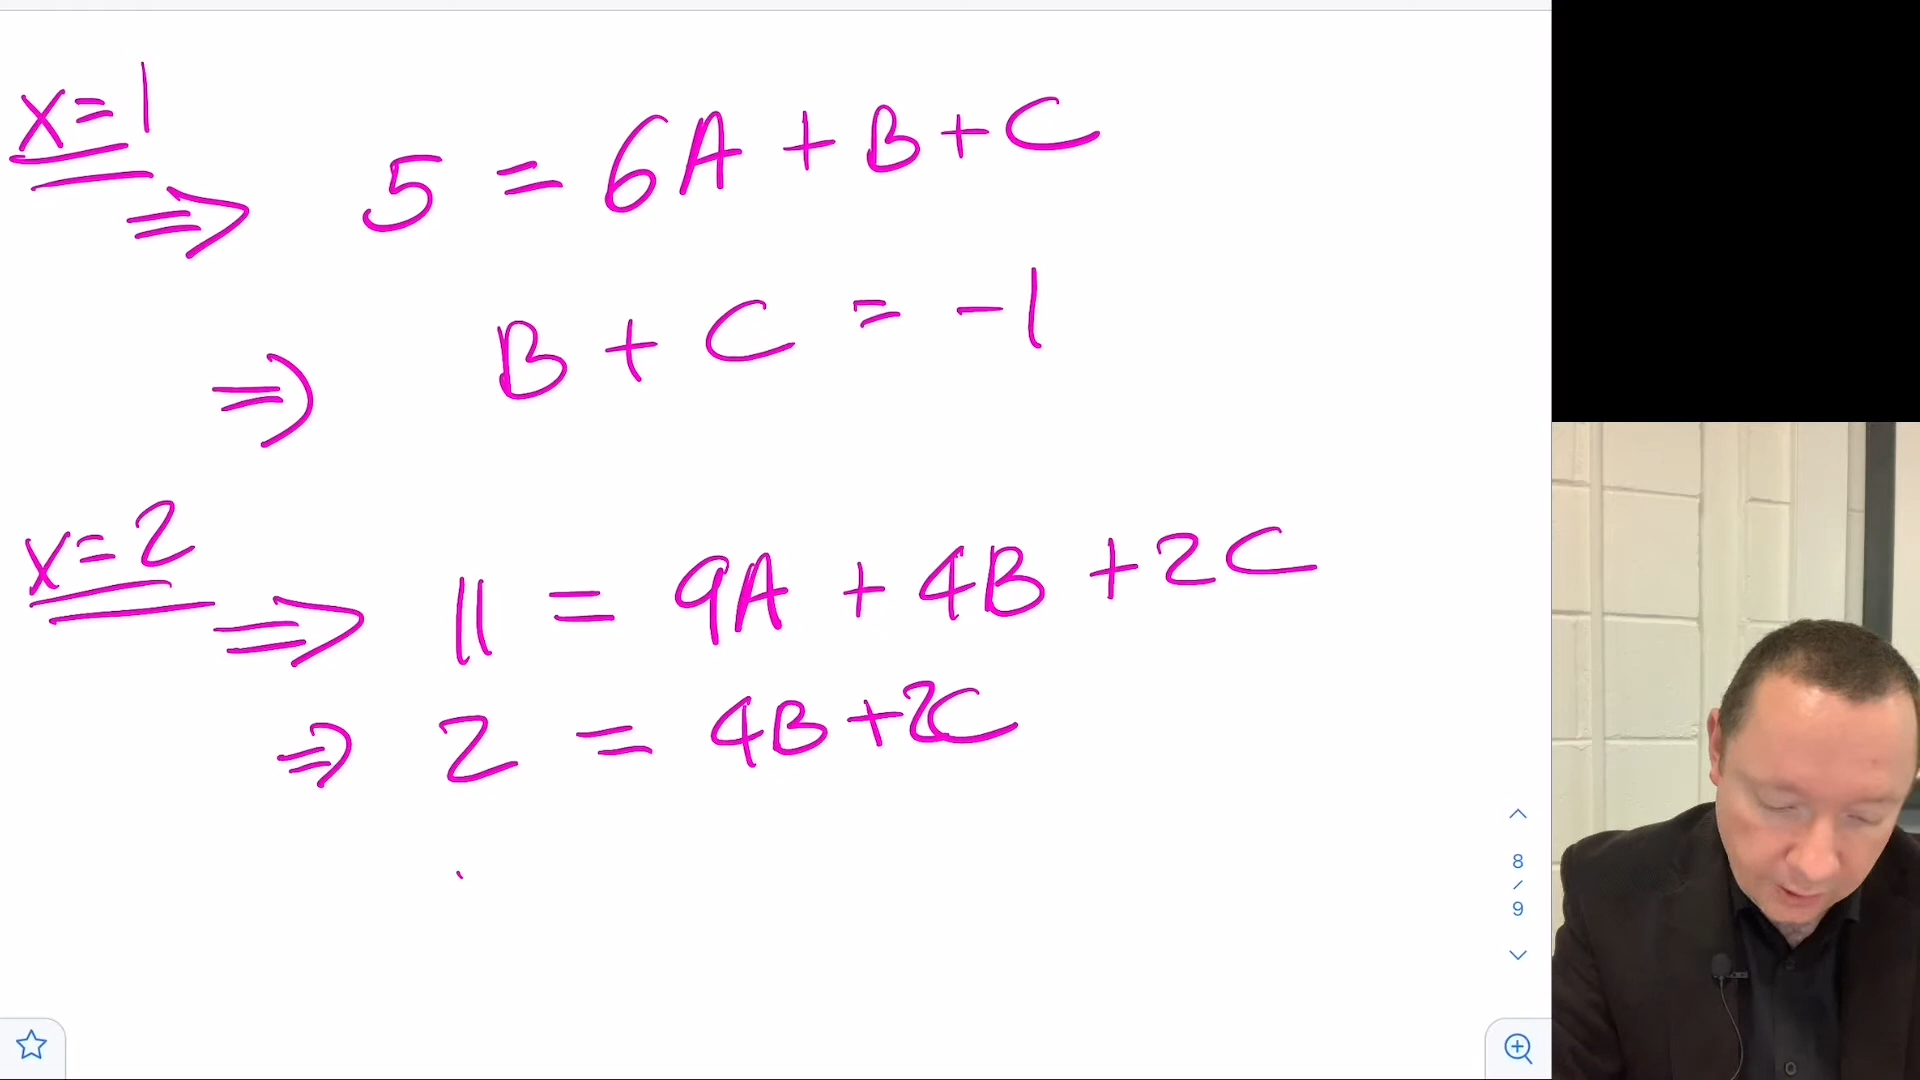 x=1
⇒ 5 = 6A + B + C
⇒ B + C = -1
x=2
⇒ 11 = 9A + 4B + 2C
⇒ 2 = 4B + 2C
8
/
9